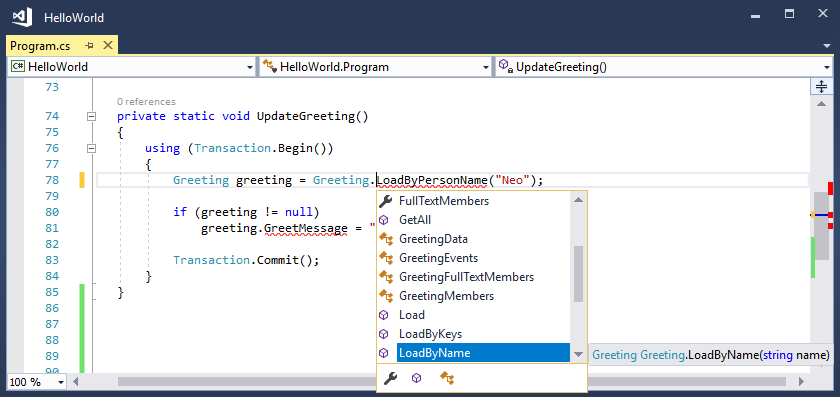 HelloWorld
Program.cs
C# HelloWorld HelloWorld.Program UpdateGreeting()
73
0 references
74 private static void UpdateGreeting()
75 {
76 using (Transaction.Begin())
77 {
78 Greeting greeting = Greeting.LoadByPersonName("Neo");
79
80 if (greeting != null)
81 greeting.GreetMessage = "
82
83 Transaction.Commit();
84 }
85 }
86
87
88
89
90
FullTextMembers
GetAll
GreetingData
GreetingEvents
GreetingFullTextMembers
GreetingMembers
Load
LoadByKeys
LoadByName
Greeting Greeting.LoadByName(string name)
100 %